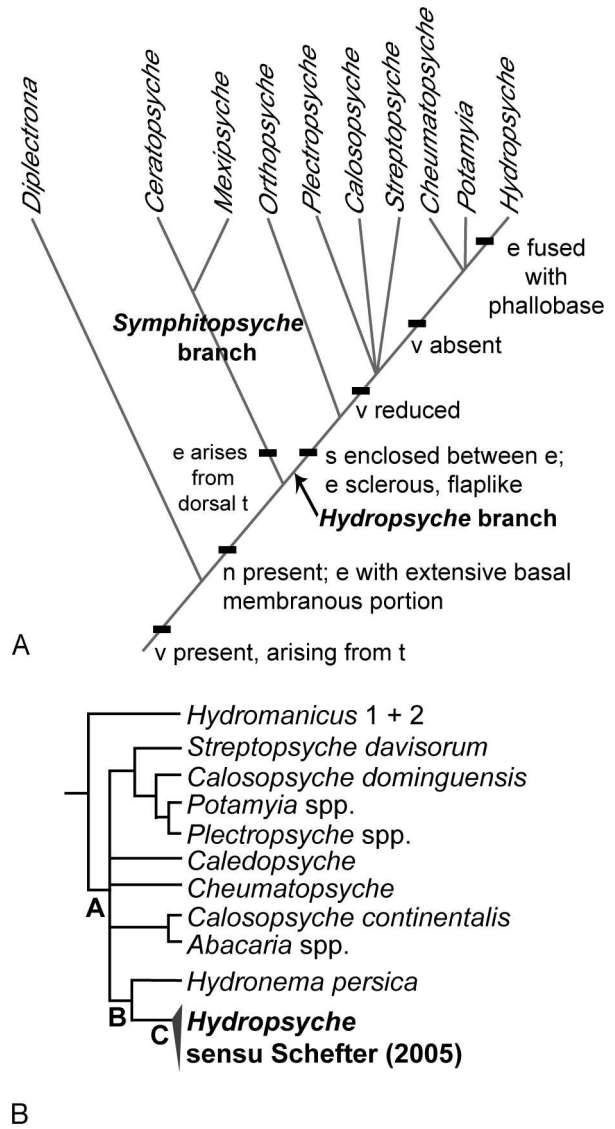 Diplectrona
Ceratopsyche
Mexipsyche
Orthopsyche
Plectropsyche
Calosopsyche
Streptopsyche
Cheumatopsyche
Potamyia
Hydropsyche
e fused
with
phallobase
Symphitopsyche
branch
v absent
v reduced
e arises
from
dorsal t
s enclosed between e;
e sclerous, flaplike
Hydropsyche branch
n present; e with extensive basal
membranous portion
v present, arising from t
A
Hydromanicus 1 + 2
Streptopsyche davisorum
Calosopsyche dominguensis
Potamyia spp.
Plectropsyche spp.
Caledopsyche
Cheumatopsyche
A
Calosopsyche continentalis
Abacaria spp.
Hydronema persica
B
C
Hydropsyche
sensu Schefter (2005)
B